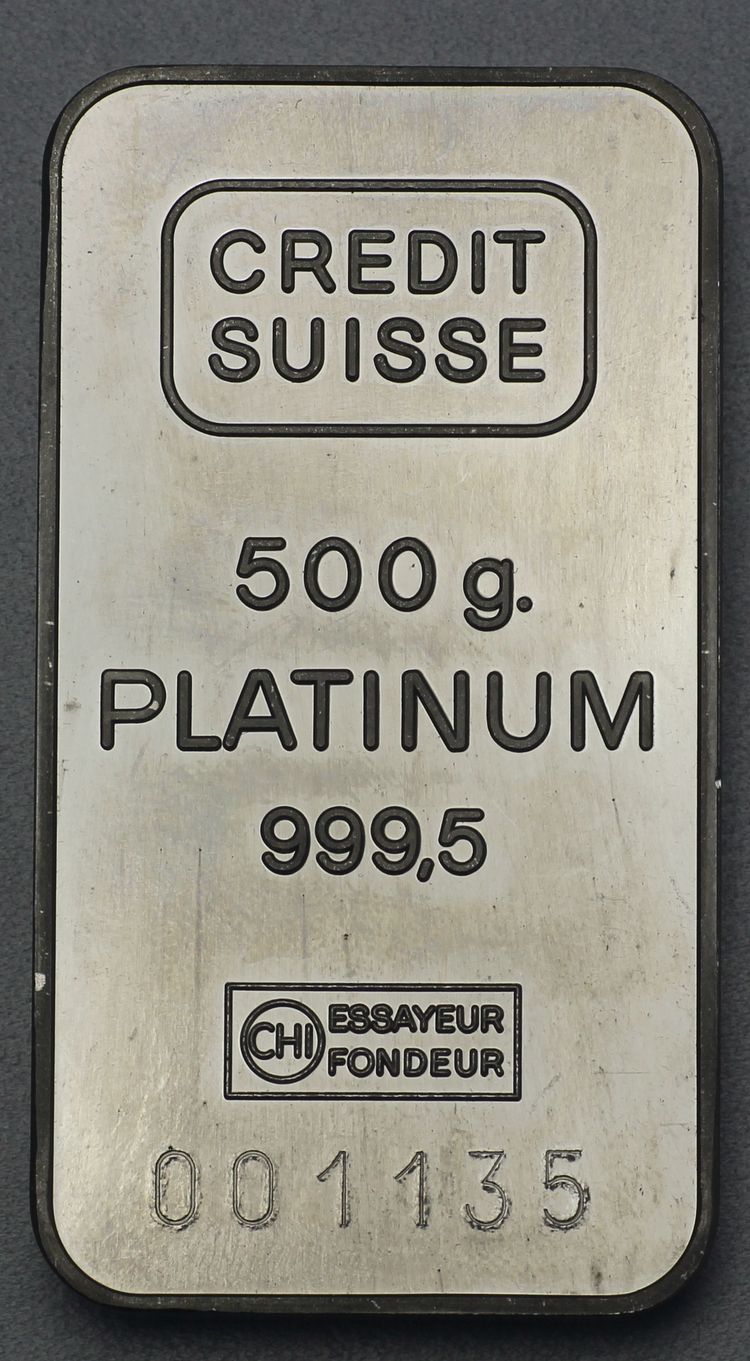 CREDIT
SUISSE
500 g.
PLATINUM
999,5
CHI ESSAYEUR
FONDEUR
001135